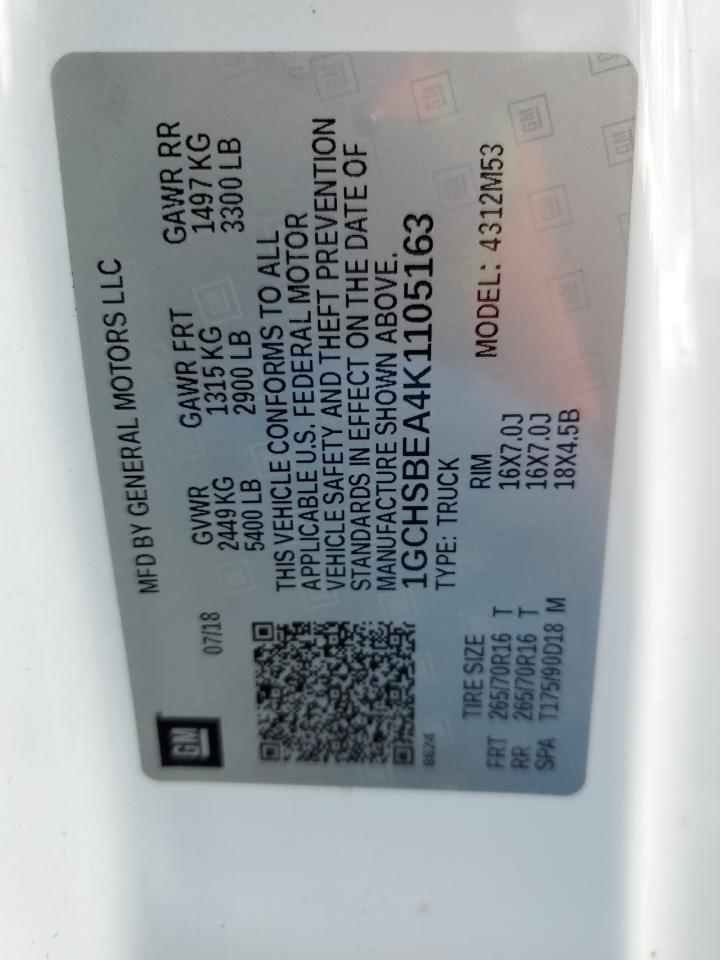 GM
MFD BY GENERAL MOTORS LLC
07/18
GVWR GAWR FRT GAWR RR
2449 KG 1315 KG 1497 KG
5400 LB 2900 LB 3300 LB
THIS VEHICLE CONFORMS TO ALL
APPLICABLE U.S. FEDERAL MOTOR
VEHICLE SAFETY AND THEFT PREVENTION
STANDARDS IN EFFECT ON THE DATE OF
MANUFACTURE SHOWN ABOVE.
1GCHSBEA4K1105163
8624
TYPE: TRUCK
MODEL: 4312M53
TIRE SIZE RIM
FRT 265/70R16 T 16X7.0J
RR 265/70R16 T 16X7.0J
SPA T175/90D18 M 18X4.5B